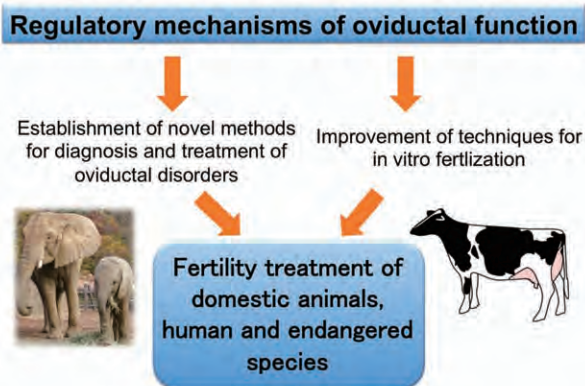 Regulatory mechanisms of oviductal function
Establishment of novel methods
for diagnosis and treatment of
oviductal disorders
Improvement of techniques for
in vitro fertlization
Fertility treatment of
domestic animals,
human and endangered
species